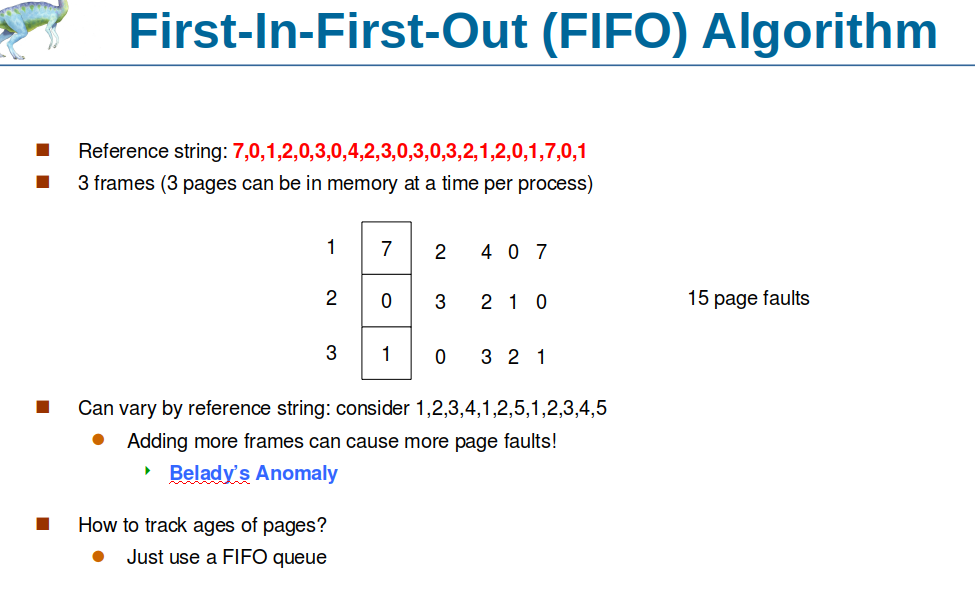 First-In-First-Out (FIFO) Algorithm
Reference string: 7,0,1,2,0,3,0,4,2,3,0,3,0,3,2,1,2,0,1,7,0,1
3 frames (3 pages can be in memory at a time per process)
1 7 2 4 0 7
2 0 3 2 1 0 15 page faults
3 1 0 3 2 1
Can vary by reference string: consider 1,2,3,4,1,2,5,1,2,3,4,5
Adding more frames can cause more page faults!
Belady's Anomaly
How to track ages of pages?
Just use a FIFO queue